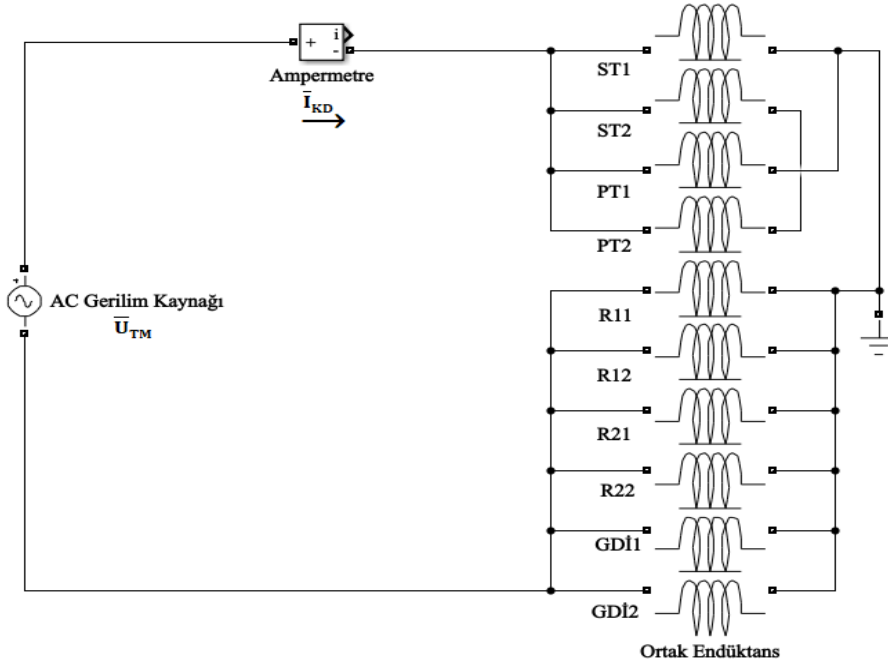 + i
-
Ampermetre
I̅KD
ST1
ST2
PT1
PT2
+
AC Gerilim Kaynağı
U̅TM
R11
R12
R21
R22
GDİ1
GDİ2
Ortak Endüktans